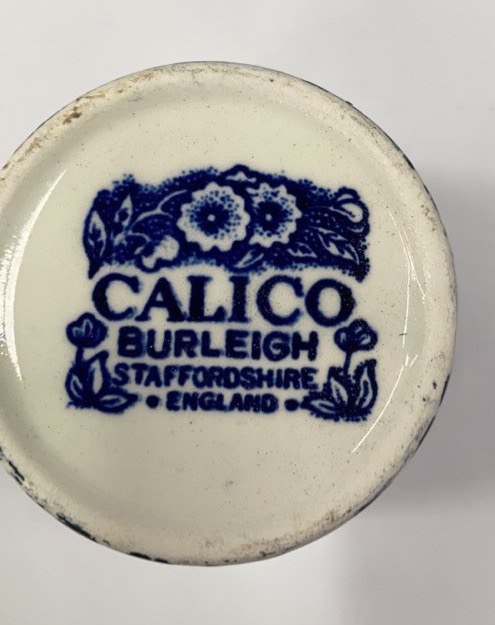 CALICO
BURLEIGH
STAFFORDSHIRE
• ENGLAND •